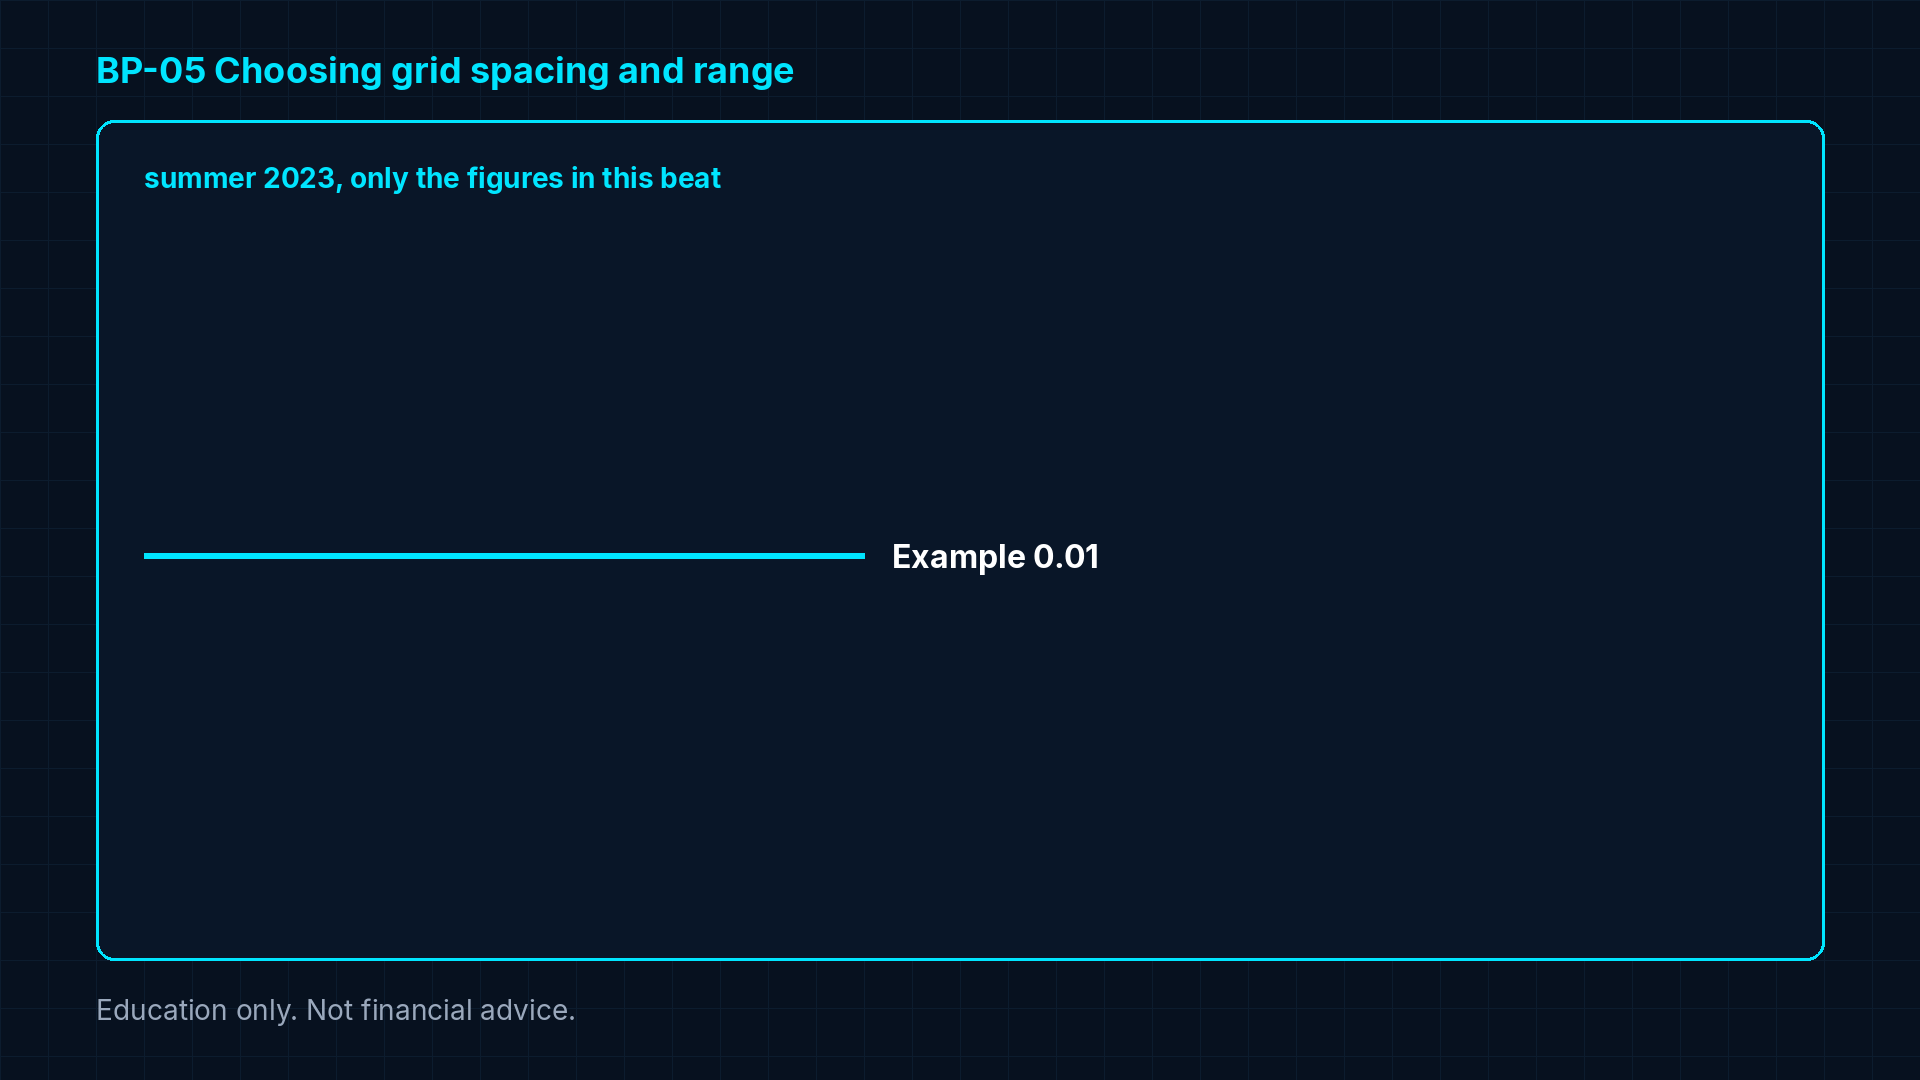 BP-05 Choosing grid spacing and range
summer 2023, only the figures in this beat
Example 0.01
Education only. Not financial advice.